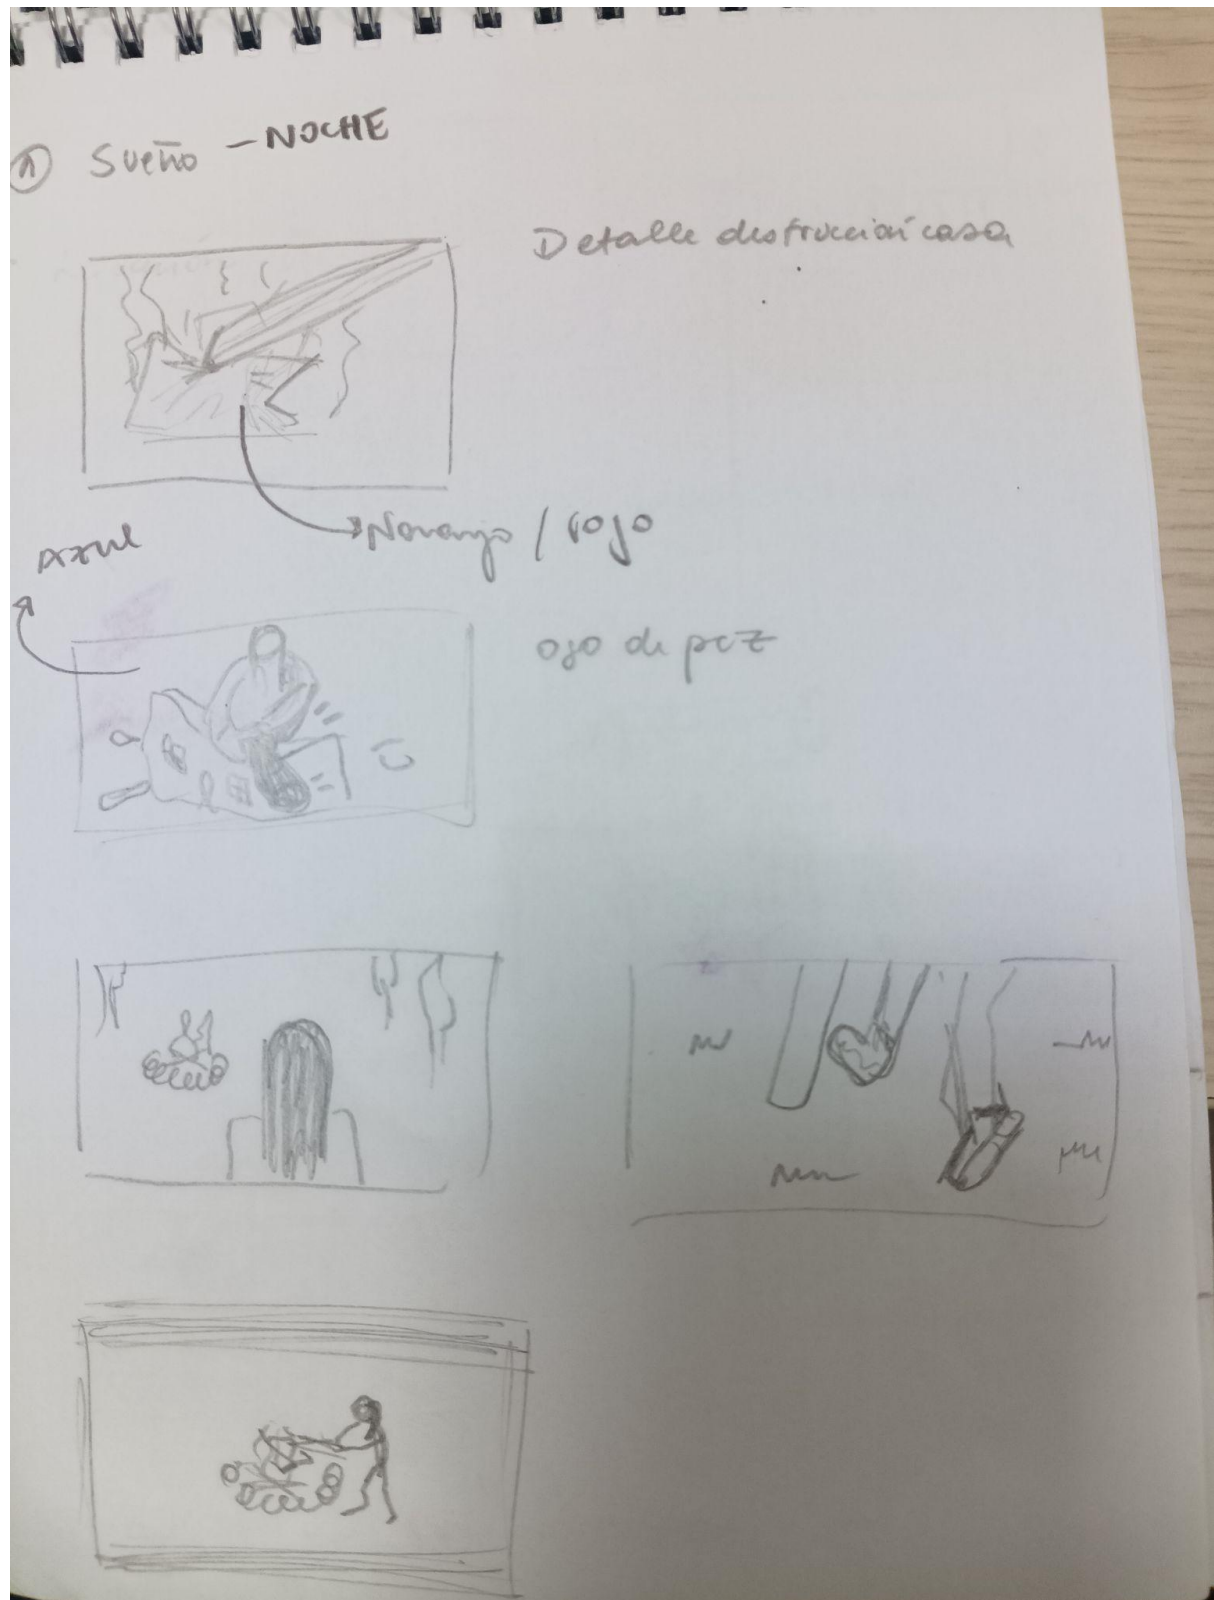 ① Sueño - NOCHE
Detalle destrucción casa
Naranja / rojo
Azul
ojo de pez